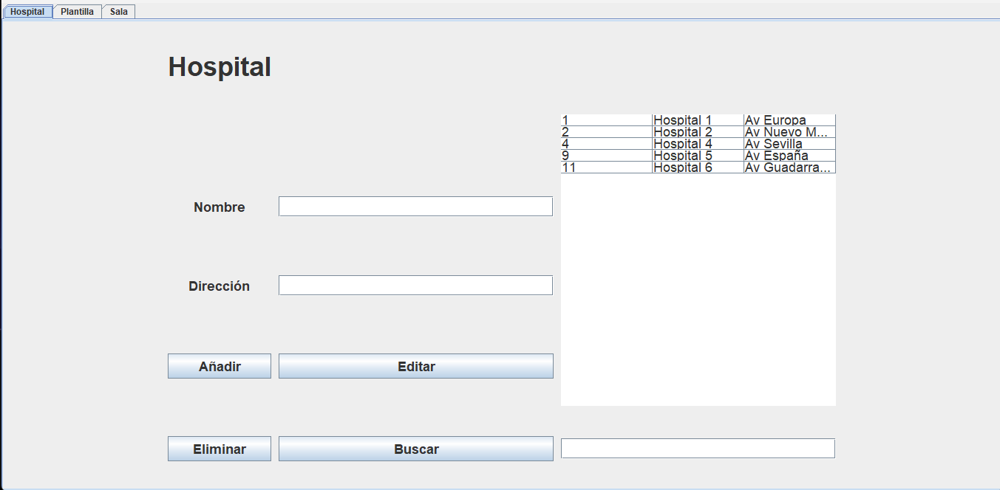 Hospital Plantilla Sala
Hospital
1 Hospital 1 Av Europa
2 Hospital 2 Av Nuevo M...
4 Hospital 4 Av Sevilla
9 Hospital 5 Av España
11 Hospital 6 Av Guadarra...
Nombre
Dirección
Añadir Editar
Eliminar Buscar